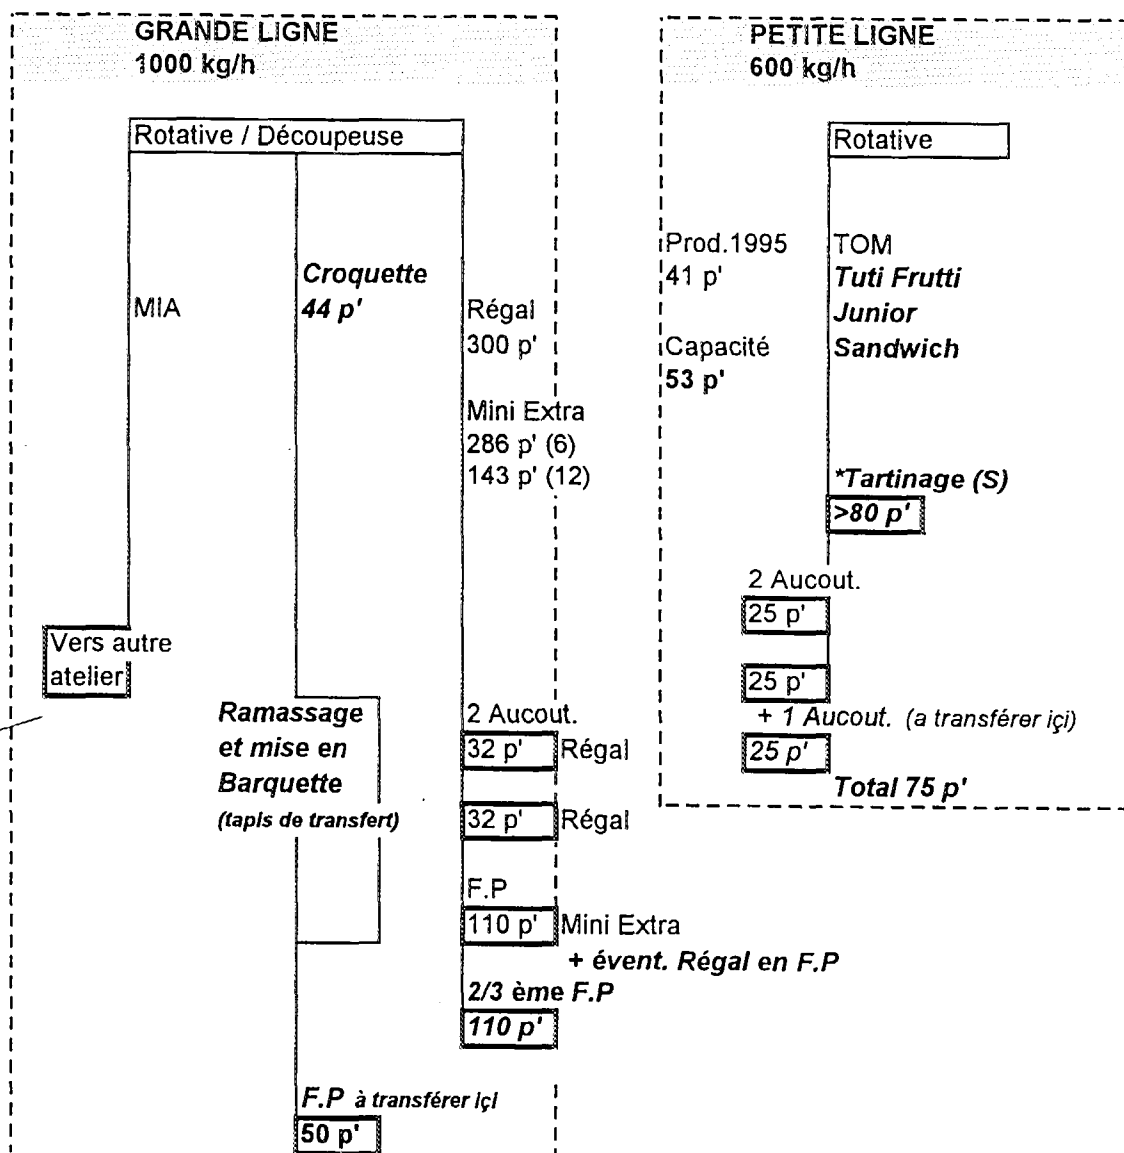 GRANDE LIGNE
1000 kg/h
Rotative / Découpeuse
MIA
Croquette
44 p'
Régal
300 p'
Mini Extra
286 p' (6)
143 p' (12)
Vers autre
atelier
Ramassage
et mise en
Barquette
(tapis de transfert)
2 Aucout.
32 p' Régal
32 p' Régal
F.P
110 p' Mini Extra
+ évent. Régal en F.P
2/3 ème F.P
110 p'
F.P à transférer içi
50 p'
PETITE LIGNE
600 kg/h
Rotative
Prod.1995
41 p'
Capacité
53 p'
TOM
Tuti Frutti
Junior
Sandwich
*Tartinage (S)
>80 p'
2 Aucout.
25 p'
25 p'
+ 1 Aucout. (a transférer içi)
25 p'
Total 75 p'